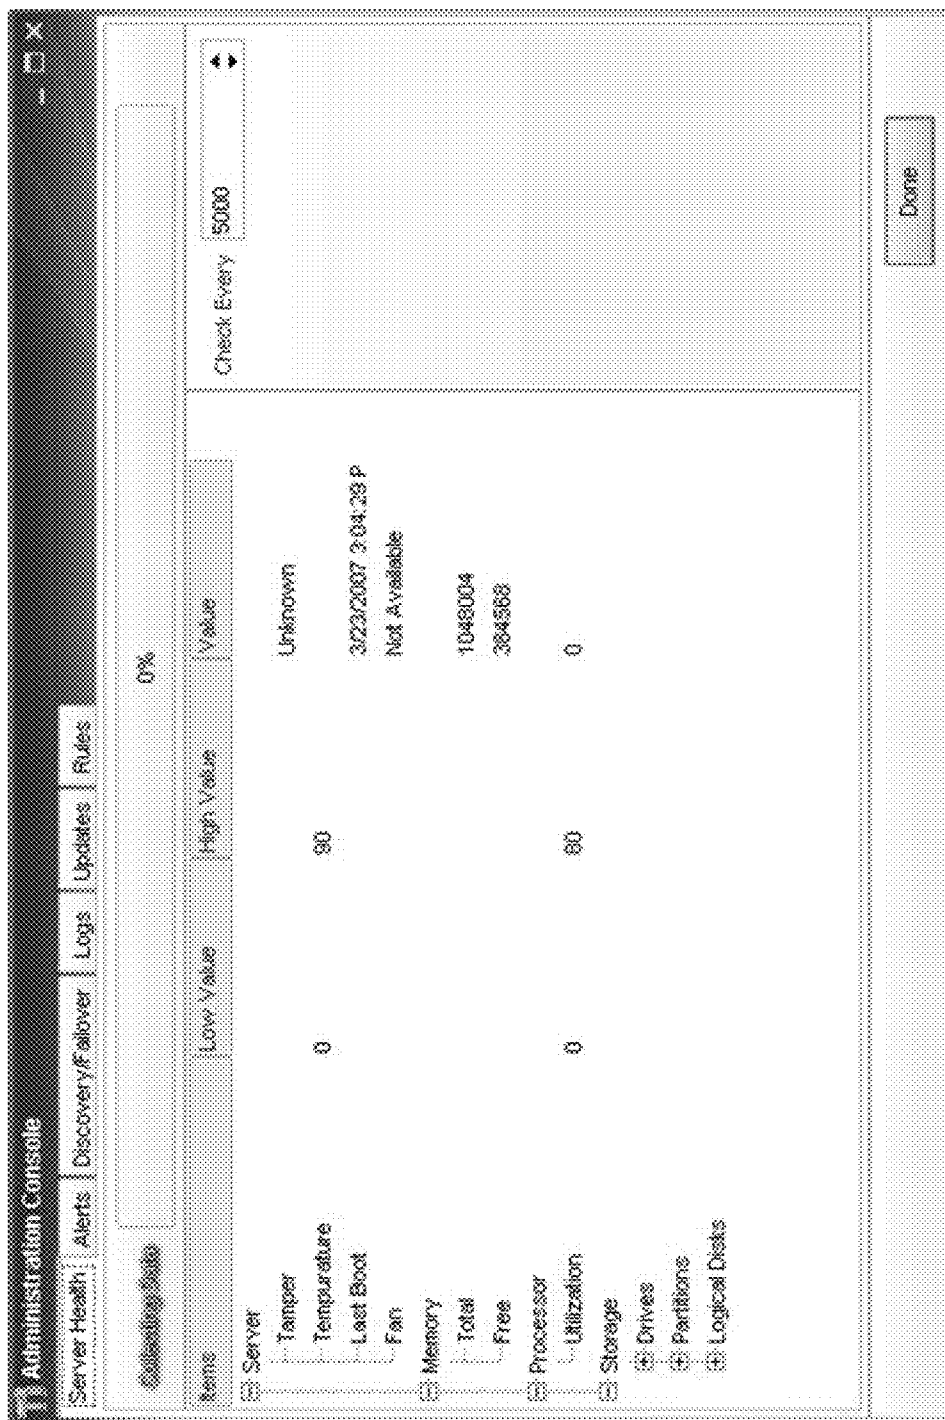 Administration Console
Server Health Alerts Discovery/Failover Logs Updates Rules
0%
Items Low Value High Value Value
Check Every 5000
Server
Tamper Unknown
Tempurature 0 90
Last Boot 3/23/2007 3:04:29 P
Fan Not Available
Memory
Total 1048004
Free 364568
Processor
Utilization 0 80 0
Storage
Drives
Partitions
Logical Disks
Done